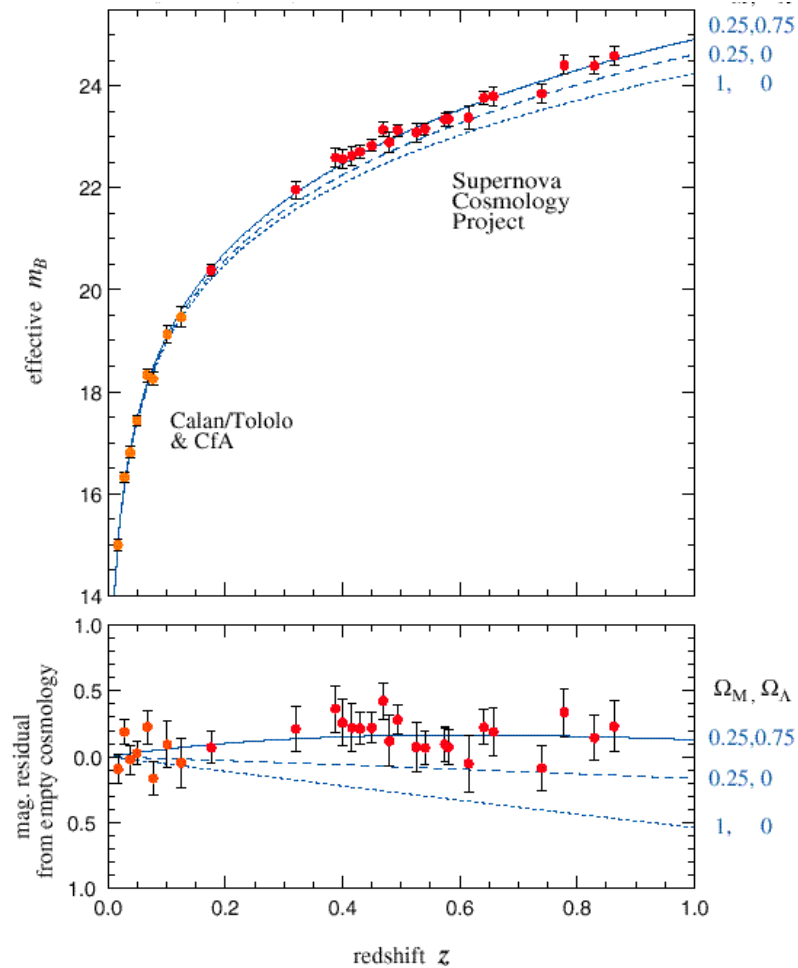 0.25,0.75
0.25, 0
1, 0
24
22
20
18
16
14
effective m_B
Supernova
Cosmology
Project
Calan/Tololo
& CfA
1.0
0.5
0.0
0.5
1.0
mag. residual
from empty cosmology
Ω_M , Ω_Λ
0.25,0.75
0.25, 0
1, 0
0.0 0.2 0.4 0.6 0.8 1.0
redshift z